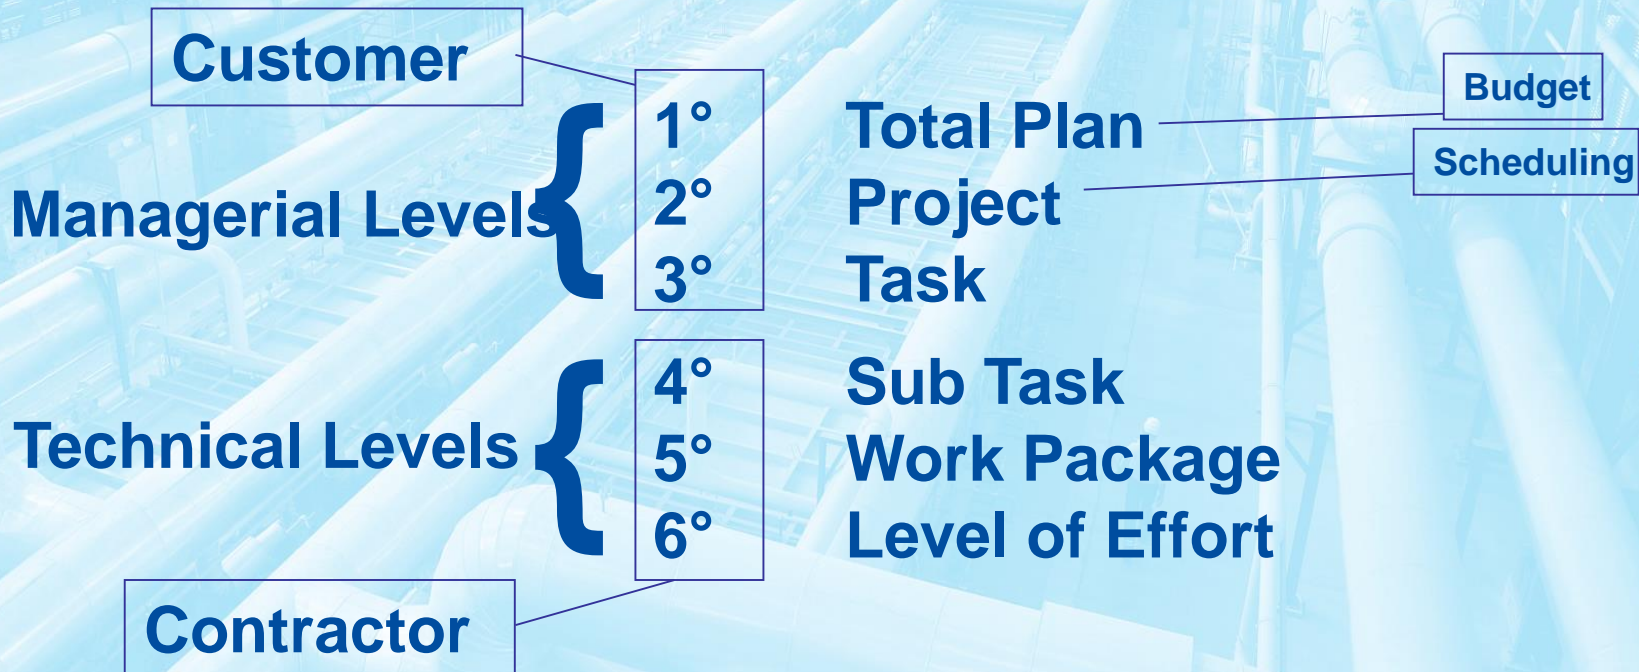 Customer
Budget
1° Total Plan
Scheduling
Managerial Levels 2° Project
3° Task
4° Sub Task
Technical Levels 5° Work Package
6° Level of Effort
Contractor